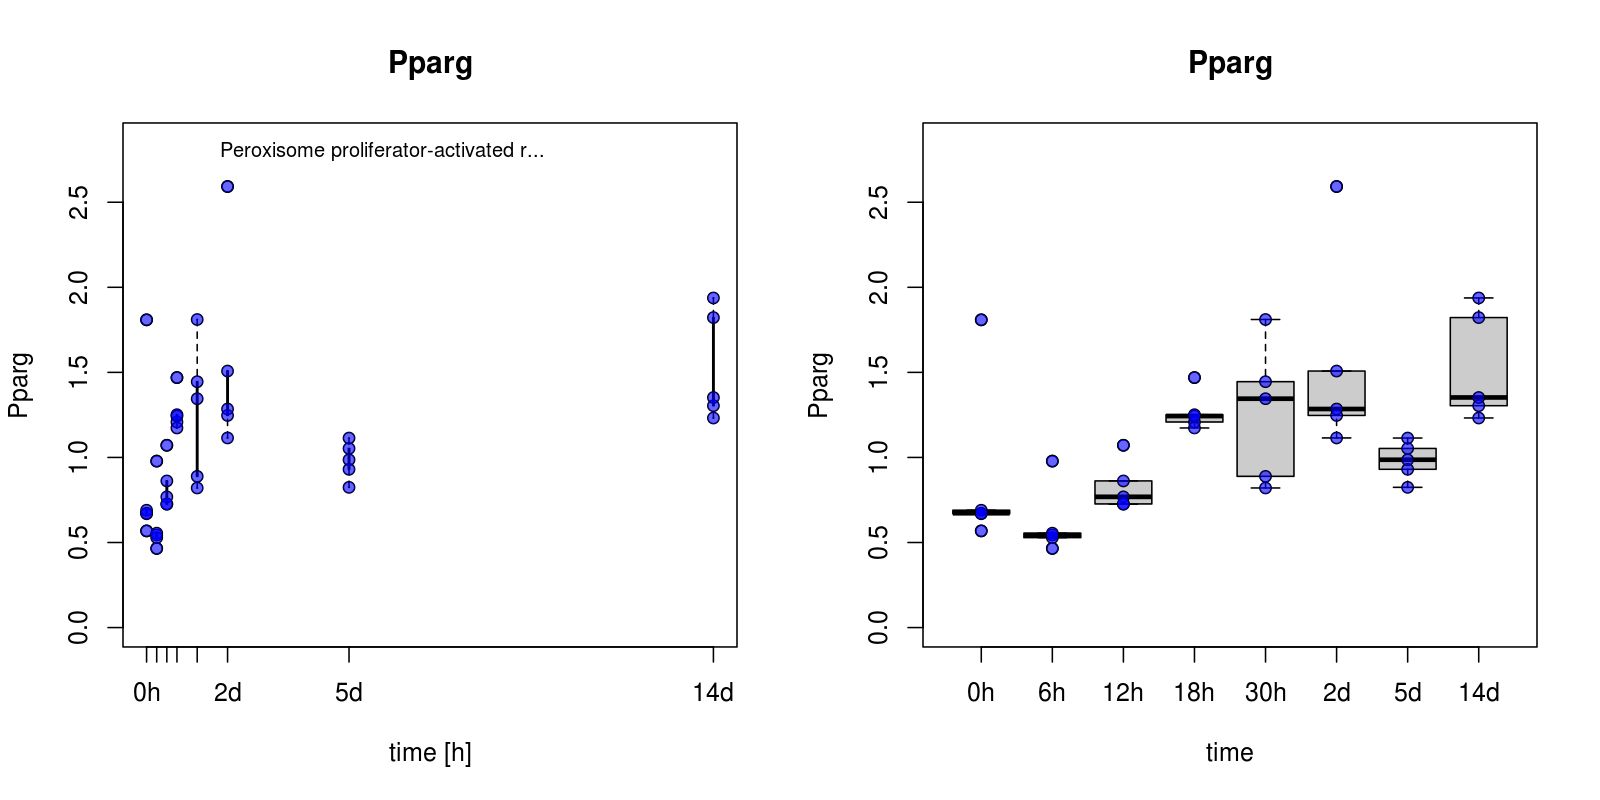 Pparg
Peroxisome proliferator-activated r...
Pparg
2.5
2.0
1.5
1.0
0.5
0.0
0h 2d 5d 14d
time [h]
Pparg
Pparg
2.5
2.0
1.5
1.0
0.5
0.0
0h 6h 12h 18h 30h 2d 5d 14d
time